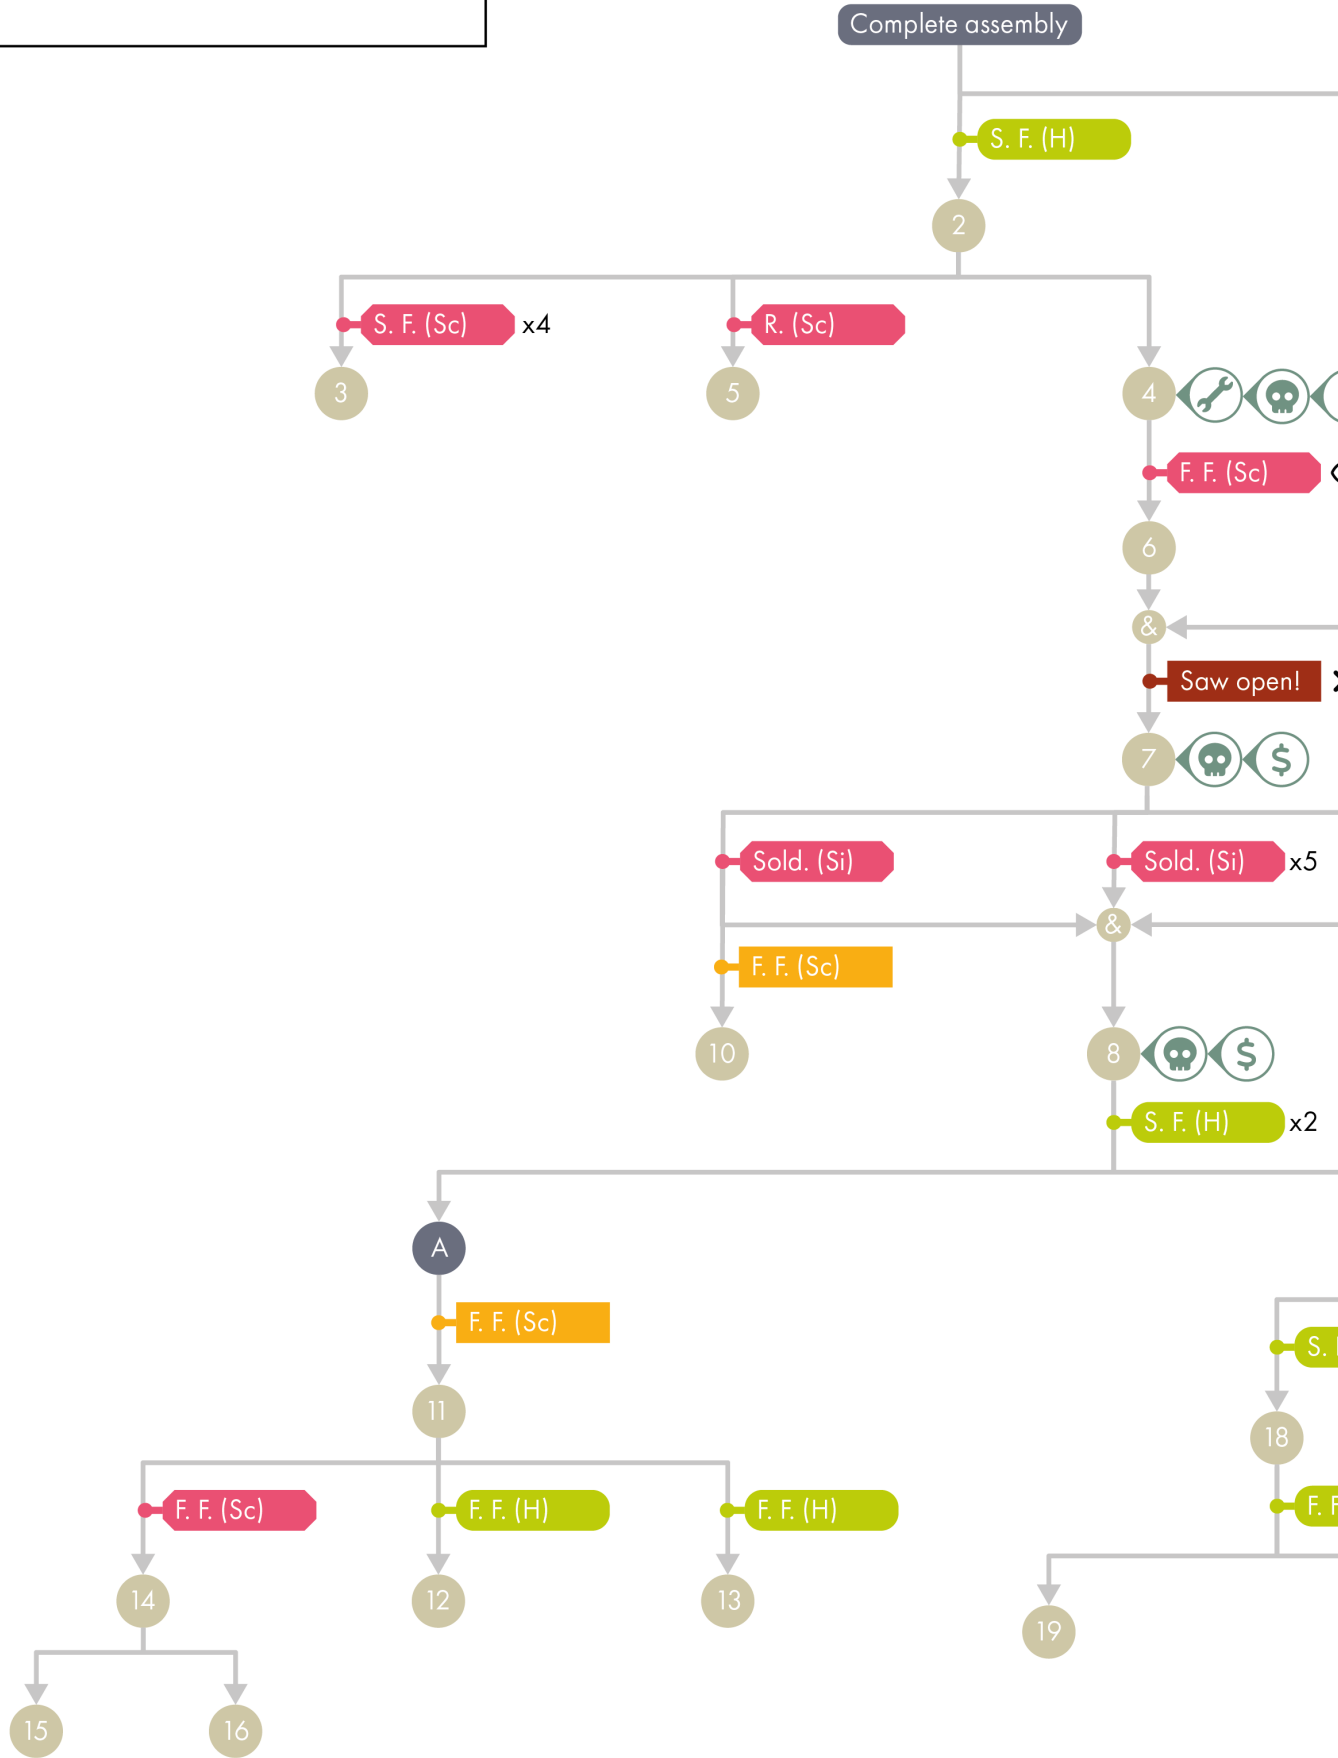 Complete assembly
S. F. (H)
2
S. F. (Sc) x4
R. (Sc)
3
5
4
F. F. (Sc)
6
&
Saw open!
7
$
Sold. (Si)
Sold. (Si) x5
&
F. F. (Sc)
10
8
$
S. F. (H) x2
A
F. F. (Sc)
S.
11
18
F. F. (Sc)
F. F. (H)
F. F. (H)
F. F
14
12
13
19
15
16